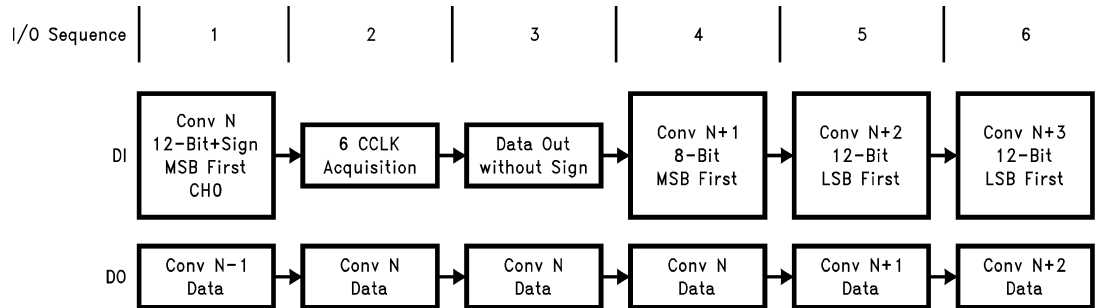 I/O Sequence 1 2 3 4 5 6
DI
Conv N
12-Bit+Sign
MSB First
CH0
6 CCLK
Acquisition
Data Out
without Sign
Conv N+1
8-Bit
MSB First
Conv N+2
12-Bit
LSB First
Conv N+3
12-Bit
LSB First
DO
Conv N-1
Data
Conv N
Data
Conv N
Data
Conv N
Data
Conv N+1
Data
Conv N+2
Data